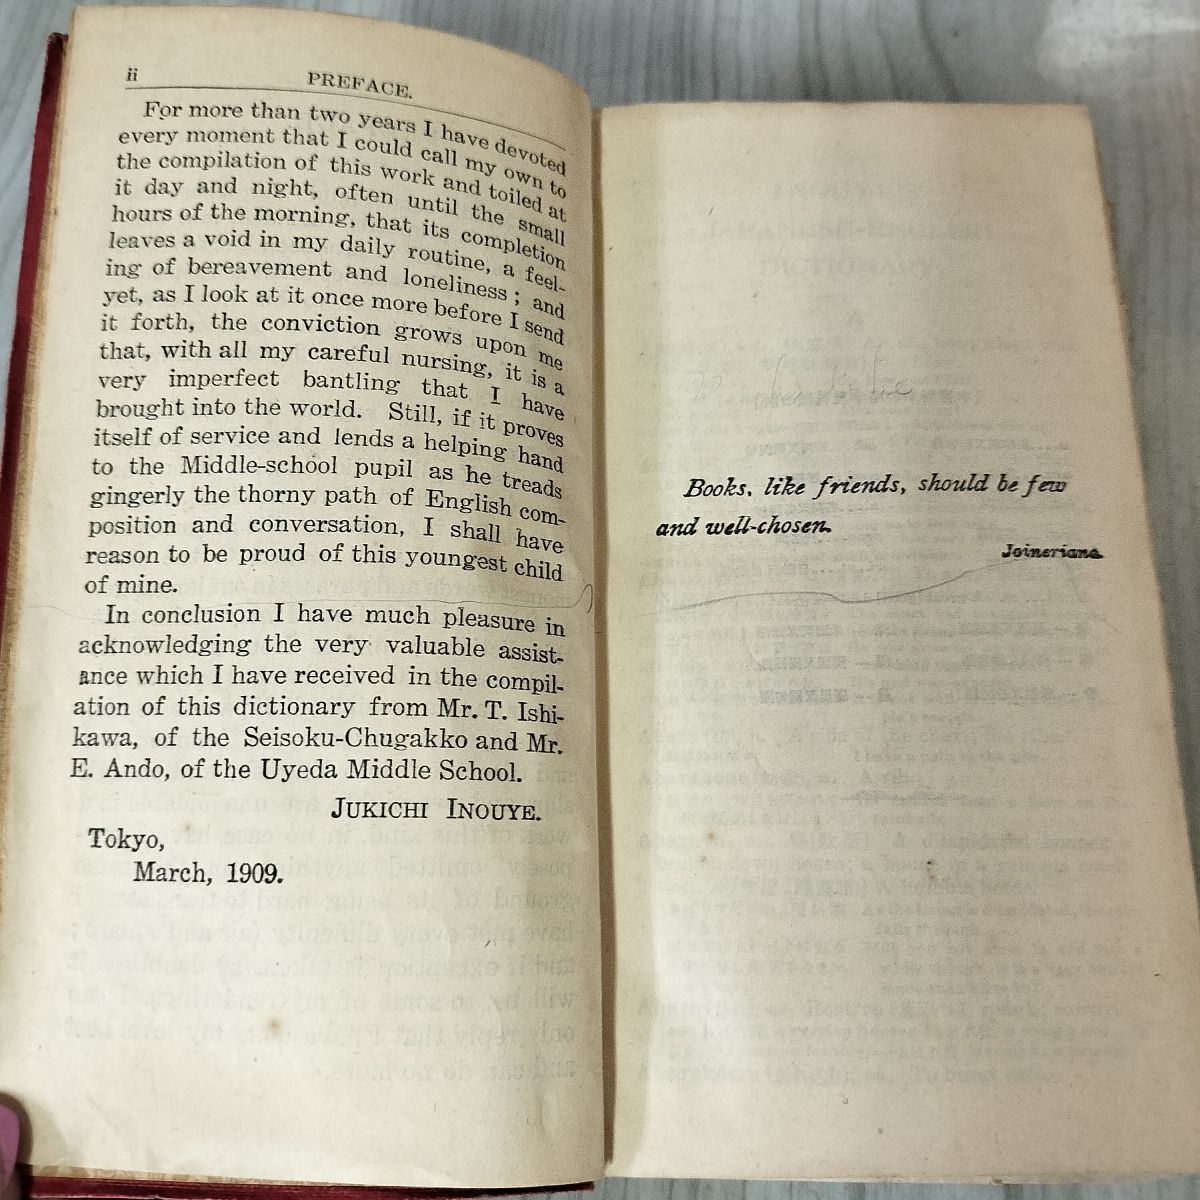 ii
PREFACE.
For more than two years I have devoted
every moment that I could call my own to
the compilation of this work and toiled at
it day and night, often until the small
hours of the morning, that its completion
leaves a void in my daily routine, a feel-
ing of bereavement and loneliness ; and
yet, as I look at it once more before I send
it forth, the conviction grows upon me
that, with all my careful nursing, it is a
very imperfect bantling that I have
brought into the world. Still, if it proves
itself of service and lends a helping hand
to the Middle-school pupil as he treads
gingerly the thorny path of English com-
position and conversation, I shall have
reason to be proud of this youngest child
of mine.
In conclusion I have much pleasure in
acknowledging the very valuable assist-
ance which I have received in the compil-
ation of this dictionary from Mr. T. Ishi-
kawa, of the Seisoku-Chugakko and Mr.
E. Ando, of the Uyeda Middle School.
JUKICHI INOUYE.
Tokyo,
March, 1909.
Books, like friends, should be few
and well-chosen.
Joineriana